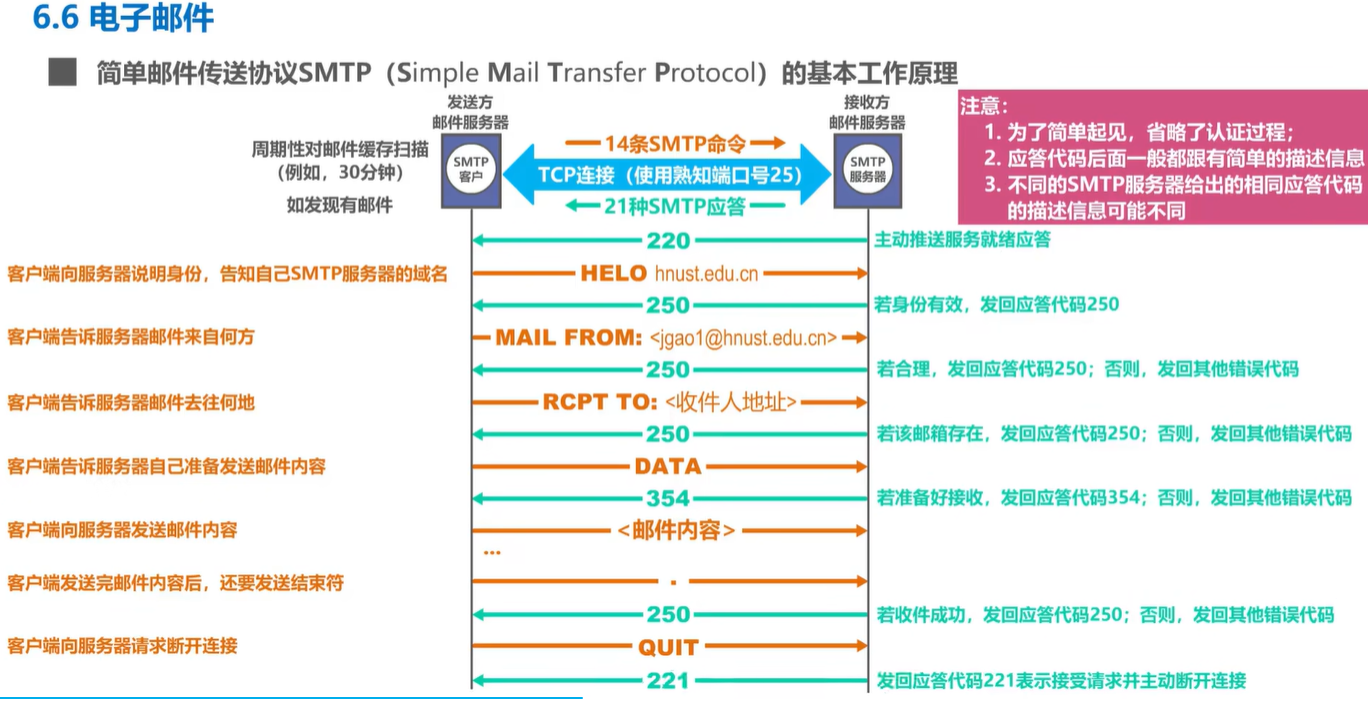 6.6 电子邮件
简单邮件传送协议SMTP（Simple Mail Transfer Protocol）的基本工作原理
发送方
邮件服务器
接收方
邮件服务器
注意：
1. 为了简单起见，省略了认证过程；
2. 应答代码后面一般都跟有简单的描述信息
3. 不同的SMTP服务器给出的相同应答代码
的描述信息可能不同
周期性对邮件缓存扫描
（例如，30分钟）
如发现有邮件
SMTP
客户
14条SMTP命令
TCP连接（使用熟知端口号25）
21种SMTP应答
SMTP
服务器
220
主动推送服务就绪应答
客户端向服务器说明身份，告知自己SMTP服务器的域名
HELO hnust.edu.cn
250
若身份有效，发回应答代码250
客户端告诉服务器邮件来自何方
MAIL FROM: <jgao1@hnust.edu.cn>
250
若合理，发回应答代码250；否则，发回其他错误代码
客户端告诉服务器邮件去往何地
RCPT TO: <收件人地址>
250
若该邮箱存在，发回应答代码250；否则，发回其他错误代码
客户端告诉服务器自己准备发送邮件内容
DATA
354
若准备好接收，发回应答代码354；否则，发回其他错误代码
客户端向服务器发送邮件内容
<邮件内容>
...
客户端发送完邮件内容后，还要发送结束符
.
250
若收件成功，发回应答代码250；否则，发回其他错误代码
客户端向服务器请求断开连接
QUIT
221
发回应答代码221表示接受请求并主动断开连接